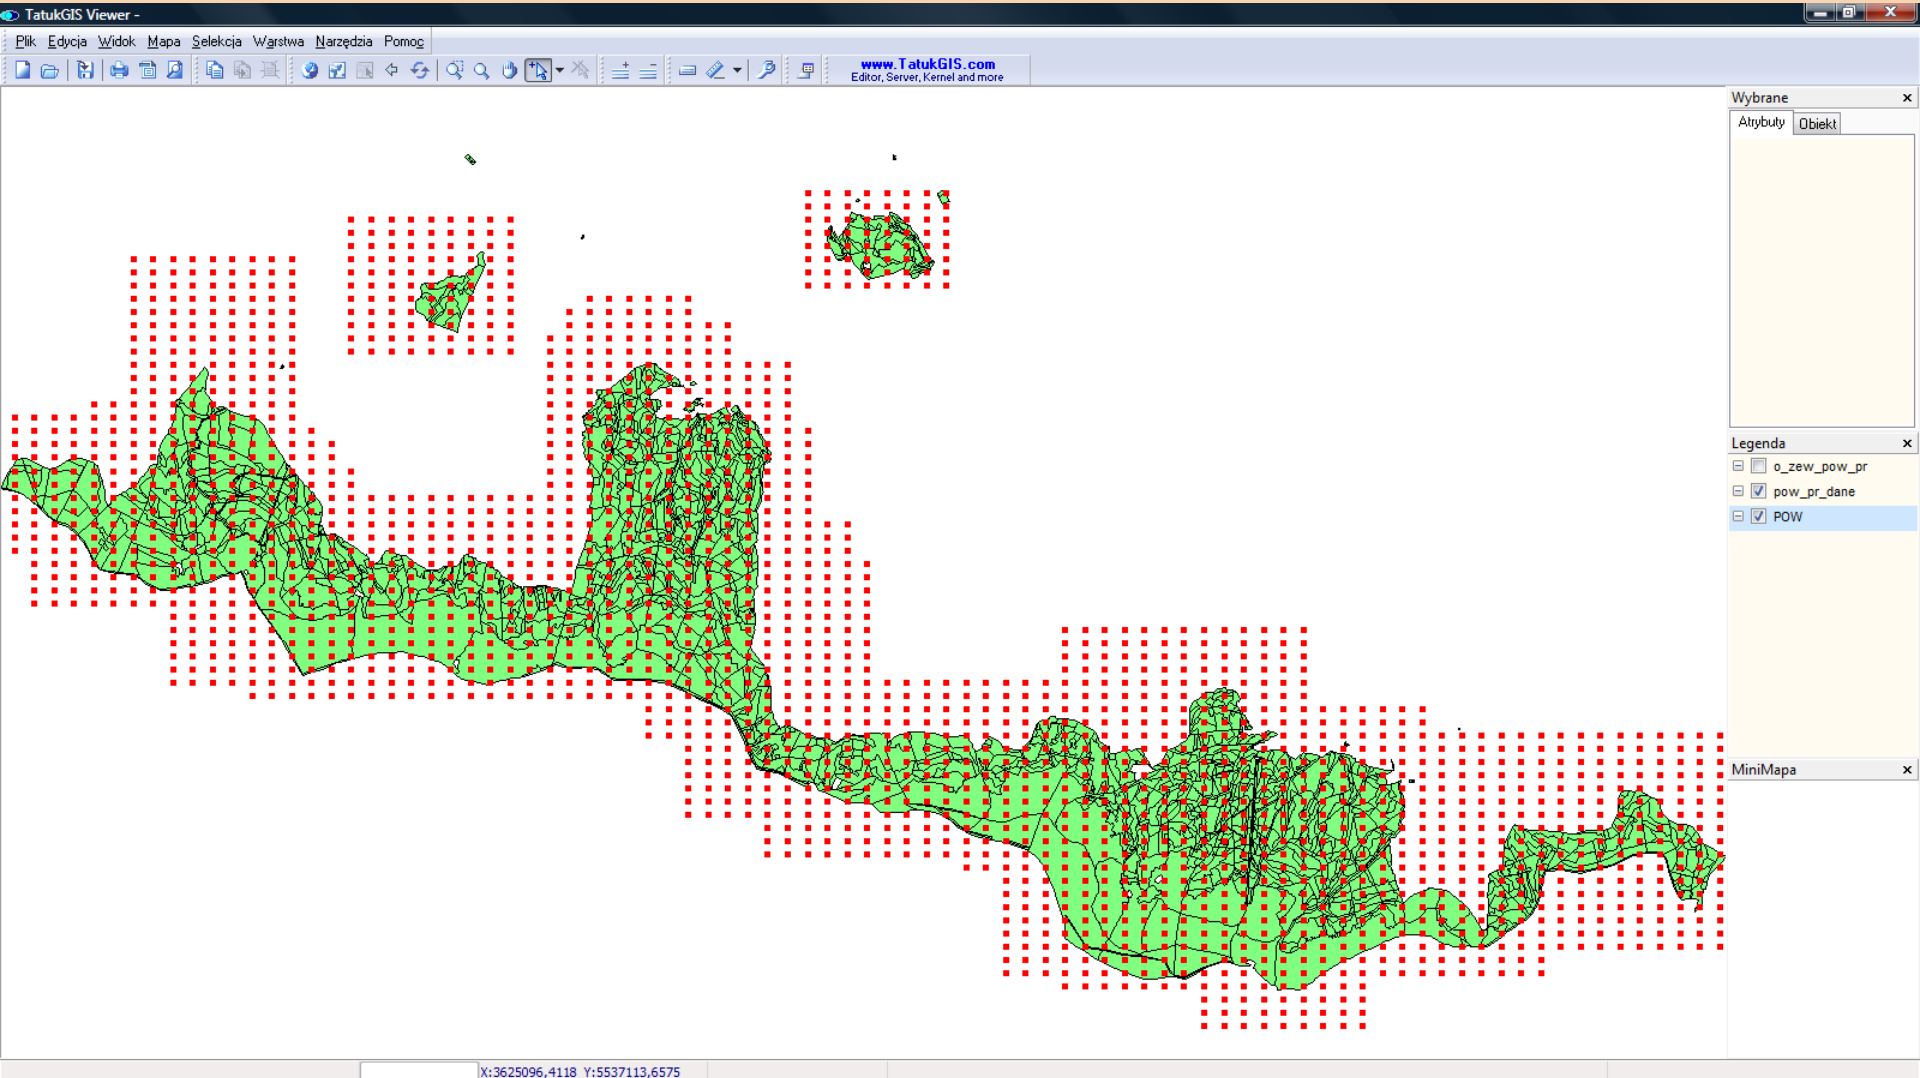 TatukGIS Viewer -
Plik Edycja Widok Mapa Selekcja Warstwa Narzędzia Pomoc
www.TatukGIS.com
Editor, Server, Kernel and more
Wybrane
Atrybuty Obiekt
Legenda
o_zew_pow_pr
pow_pr_dane
POW
MiniMapa
X:3625096,4118 Y:5537113,6575